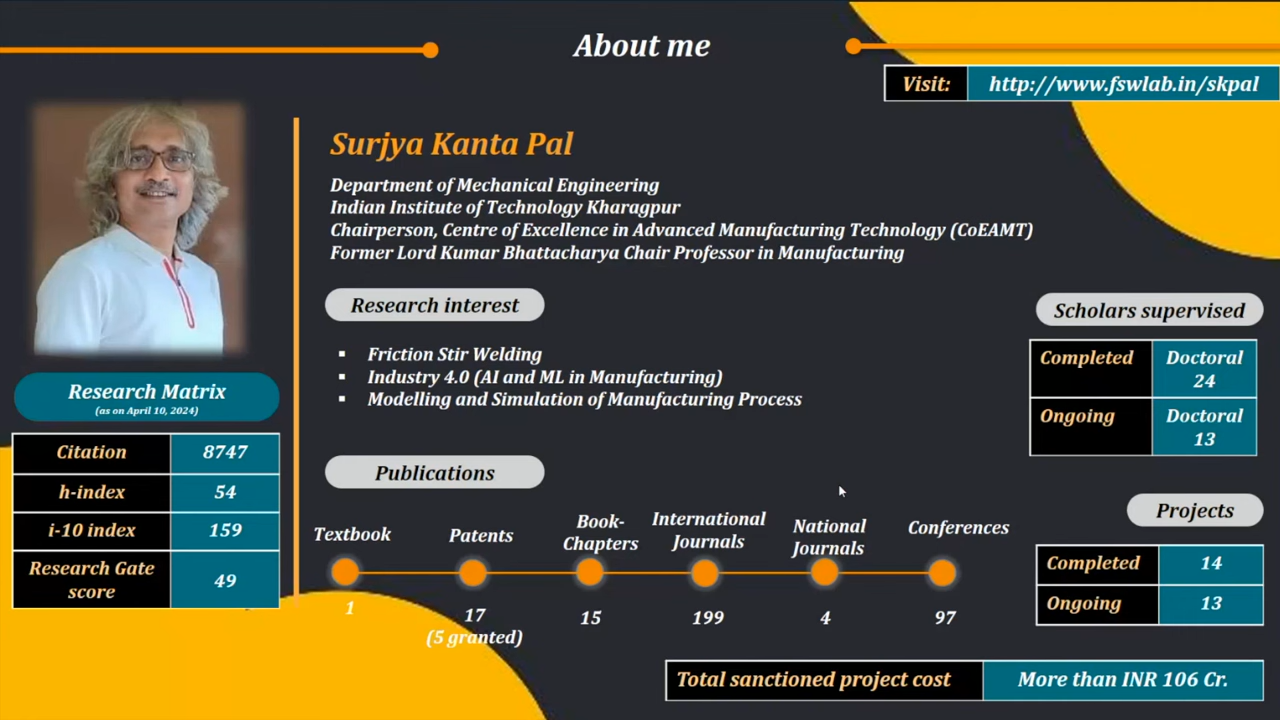 About me
Visit: http://www.fswlab.in/skpal
Surjya Kanta Pal
Department of Mechanical Engineering
Indian Institute of Technology Kharagpur
Chairperson, Centre of Excellence in Advanced Manufacturing Technology (CoEAMT)
Former Lord Kumar Bhattacharya Chair Professor in Manufacturing
Research interest
▪ Friction Stir Welding
▪ Industry 4.0 (AI and ML in Manufacturing)
▪ Modelling and Simulation of Manufacturing Process
Research Matrix
(as on April 10, 2024)
Citation 8747
h-index 54
i-10 index 159
Research Gate
score
49
Publications
Textbook
1
Patents
17
(5 granted)
Book-
Chapters
15
International
Journals
199
National
Journals
4
Conferences
97
Scholars supervised
Completed
Doctoral
24
Ongoing
Doctoral
13
Projects
Completed 14
Ongoing 13
Total sanctioned project cost More than INR 106 Cr.